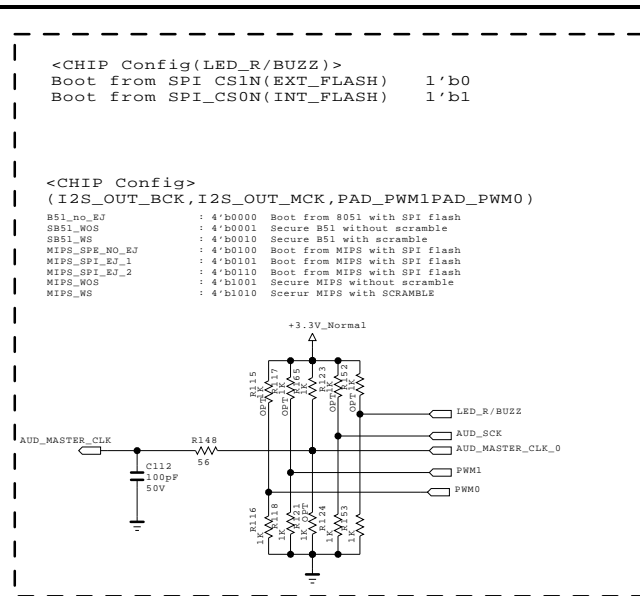 <CHIP Config(LED_R/BUZZ)>
Boot from SPI CS1N(EXT_FLASH) 1'b0
Boot from SPI_CS0N(INT_FLASH) 1'b1
<CHIP Config>
(I2S_OUT_BCK,I2S_OUT_MCK,PAD_PWM1PAD_PWM0)
B51_no_EJ : 4'b0000 Boot from 8051 with SPI flash
SB51_WOS : 4'b0001 Secure B51 without scramble
SB51_WS : 4'b0010 Secure B51 with scramble
MIPS_SPE_NO_EJ : 4'b0100 Boot from MIPS with SPI flash
MIPS_SPI_EJ_1 : 4'b0101 Boot from MIPS with SPI flash
MIPS_SPI_EJ_2 : 4'b0110 Boot from MIPS with SPI flash
MIPS_WOS : 4'b1001 Secure MIPS without scramble
MIPS_WS : 4'b1010 Scerur MIPS with SCRAMBLE
+3.3V_Normal
R115
OPT 1K
R117
OPT 1K
R165
1K
R123
OPT 1K
R152
OPT 1K
LED_R/BUZZ
AUD_SCK
AUD_MASTER_CLK
R148
56
AUD_MASTER_CLK_0
C112
100pF
50V
PWM1
PWM0
R116
1K
R118
1K
R121
1K OPT
R124
1K
R153
1K